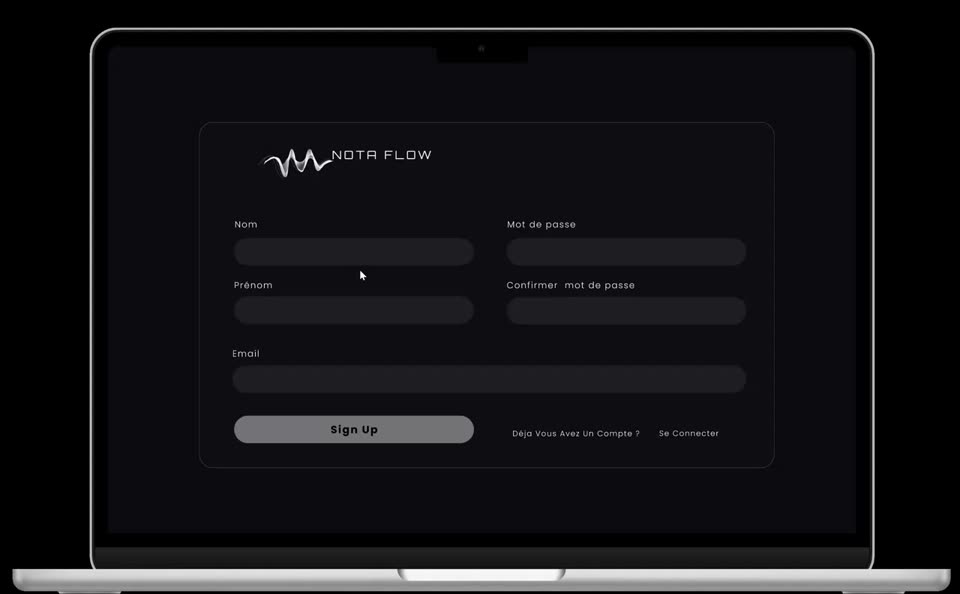 NOTA FLOW
Nom
Mot de passe
Prénom
Confirmer mot de passe
Email
Sign Up
Déja Vous Avez Un Compte ? Se Connecter